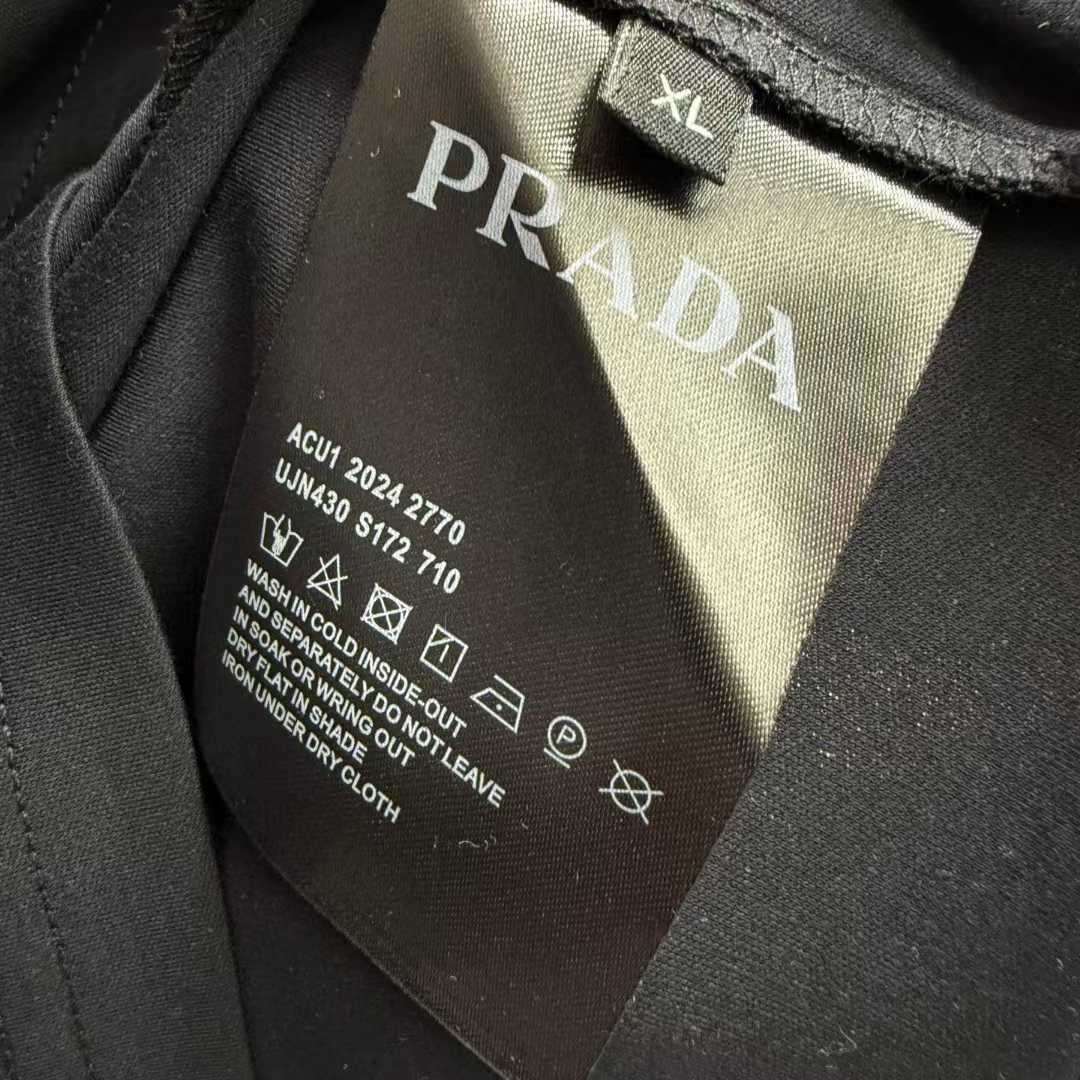 XL
PRADA
ACU1 2024 2770
UJN430 S172 710
P
WASH IN COLD INSIDE-OUT
AND SEPARATELY DO NOT LEAVE
IN SOAK OR WRING OUT
DRY FLAT IN SHADE
IRON UNDER DRY CLOTH